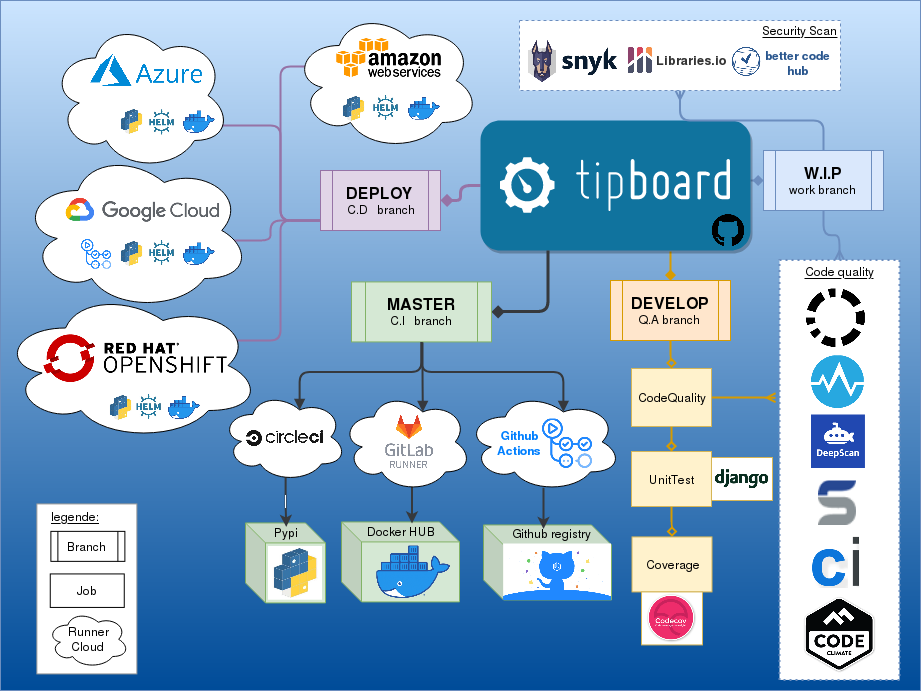 Security Scan
snyk
Libraries.io
better code
hub
Azure
HELM
amazon
web services
HELM
Google Cloud
HELM
RED HAT®
OPENSHIFT
HELM
DEPLOY
C.D branch
tipboard
W.I.P
work branch
MASTER
C.I branch
DEVELOP
Q.A branch
Code quality
DeepScan
ci
CODE
CLIMATE
circleci
GitLab
RUNNER
Github
Actions
CodeQuality
UnitTest
django
Coverage
Codecov
Pypi
Docker HUB
Github registry
legende:
Branch
Job
Runner
Cloud